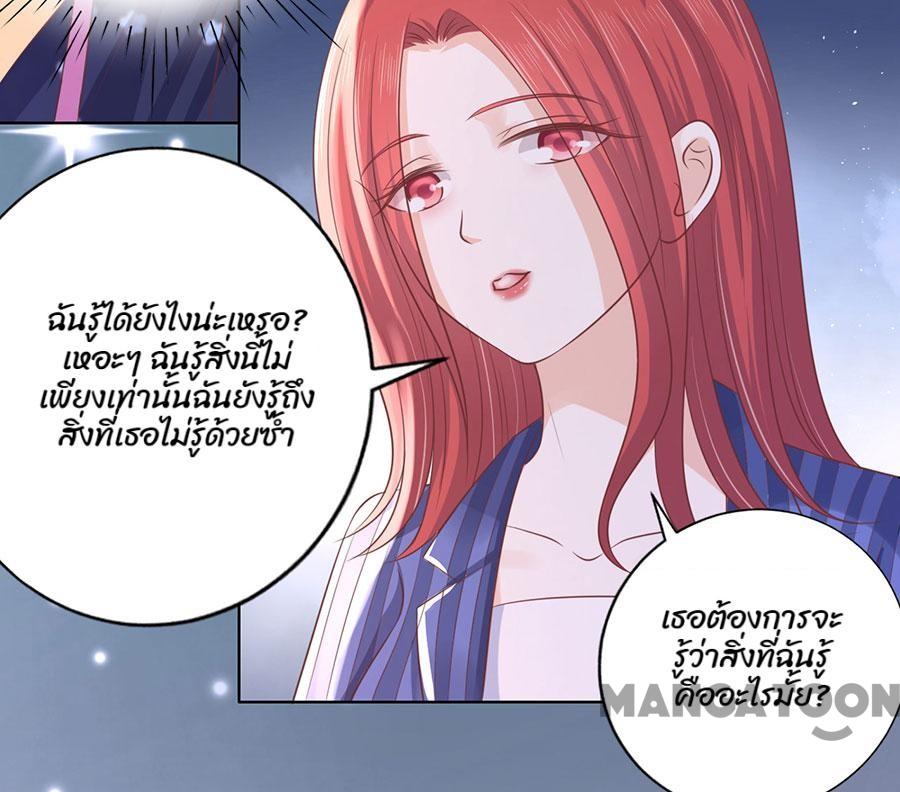 ฉันรู้ได้ยังไงน่ะเหรอ?
เหอะๆ ฉันรู้สิ่งนี้ไม่
เพียงเท่านั้นฉันยังรู้ถึง
สิ่งที่เธอไม่รู้ด้วยซ้ำ
เธอต้องการจะ
รู้ว่าสิ่งที่ฉันรู้
คืออะไรมั้ย?
MANGATOON